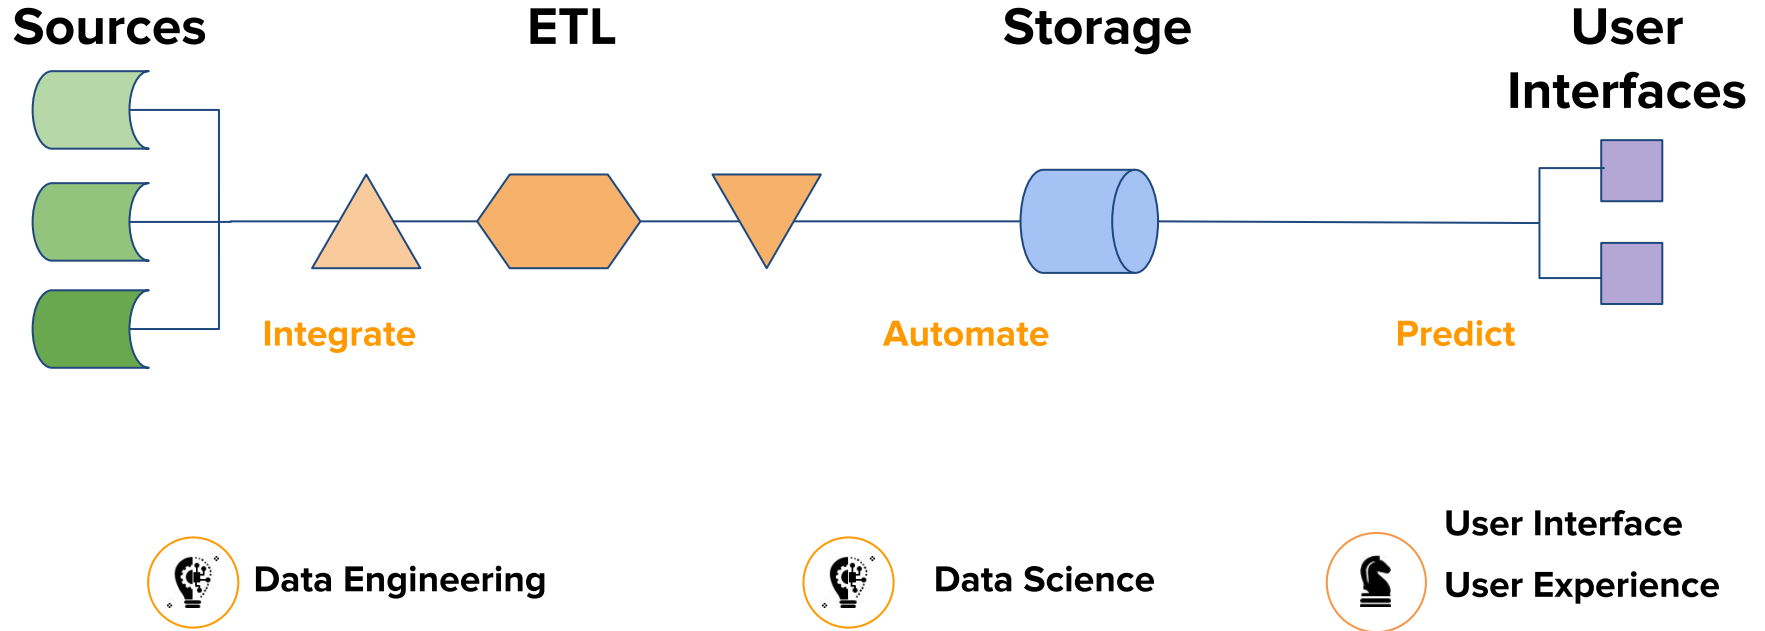 Sources
ETL
Storage
User
Interfaces
Integrate
Automate
Predict
Data Engineering
Data Science
User Interface
User Experience